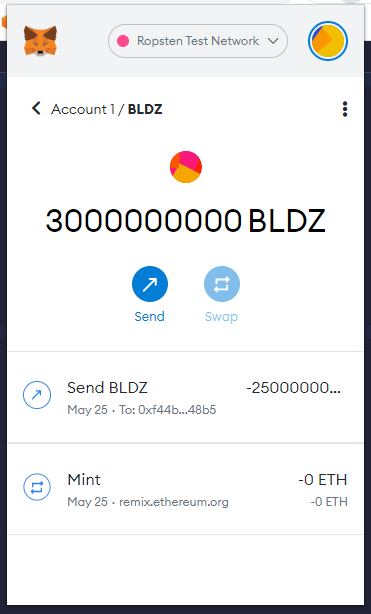 Ropsten Test Network
Account 1 / BLDZ
3000000000 BLDZ
Send Swap
Send BLDZ -25000000...
May 25 · To: 0xf44b...48b5
Mint -0 ETH
May 25 · remix.ethereum.org -0 ETH